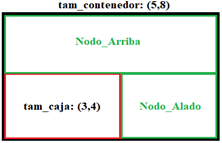 tam_contenedor: (5,8)
Nodo_Arriba
tam_caja: (3,4)
Nodo_Alado